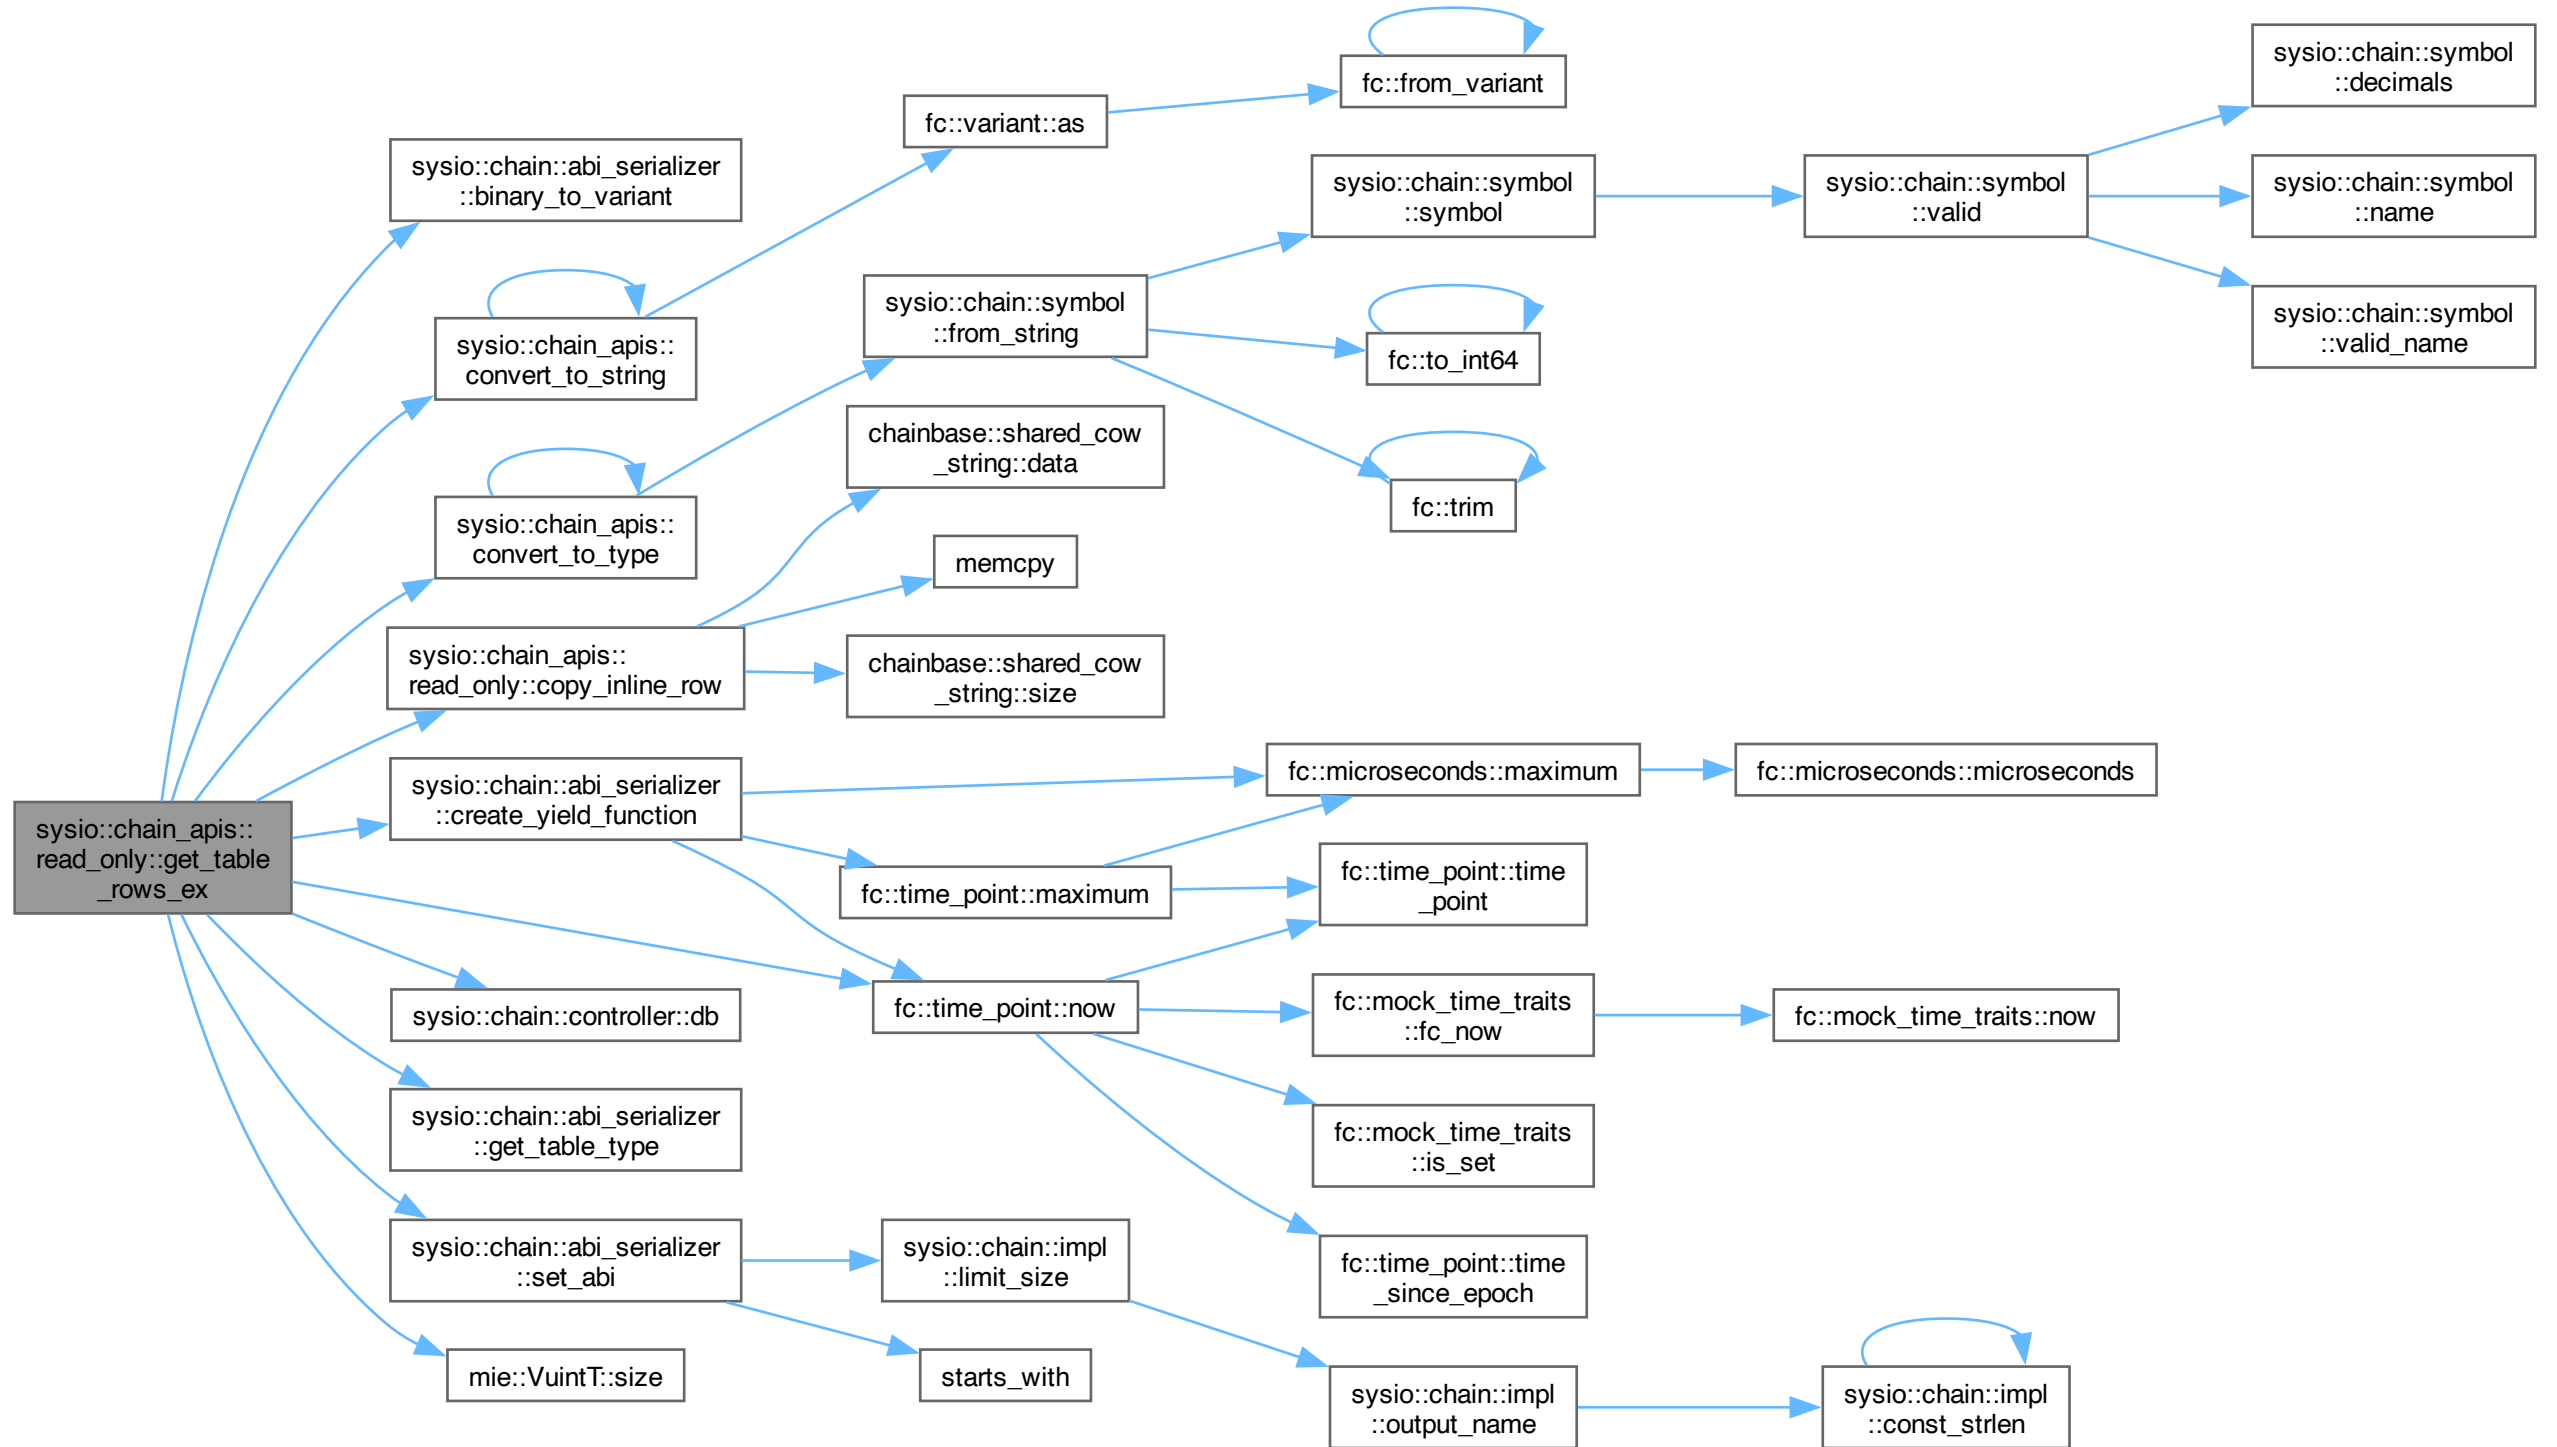 sysio::chain_apis::
read_only::get_table
_rows_ex
sysio::chain::abi_serializer
::binary_to_variant
sysio::chain_apis::
convert_to_string
sysio::chain_apis::
convert_to_type
sysio::chain_apis::
read_only::copy_inline_row
sysio::chain::abi_serializer
::create_yield_function
sysio::chain::controller::db
sysio::chain::abi_serializer
::get_table_type
sysio::chain::abi_serializer
::set_abi
mie::VuintT::size
fc::variant::as
sysio::chain::symbol
::from_string
chainbase::shared_cow
_string::data
memcpy
chainbase::shared_cow
_string::size
fc::time_point::maximum
fc::time_point::now
sysio::chain::impl
::limit_size
starts_with
fc::from_variant
sysio::chain::symbol
::symbol
fc::to_int64
fc::trim
fc::microseconds::maximum
fc::time_point::time
_point
fc::mock_time_traits
::fc_now
fc::mock_time_traits
::is_set
fc::time_point::time
_since_epoch
sysio::chain::impl
::output_name
sysio::chain::symbol
::valid
fc::microseconds::microseconds
fc::mock_time_traits::now
sysio::chain::impl
::const_strlen
sysio::chain::symbol
::decimals
sysio::chain::symbol
::name
sysio::chain::symbol
::valid_name